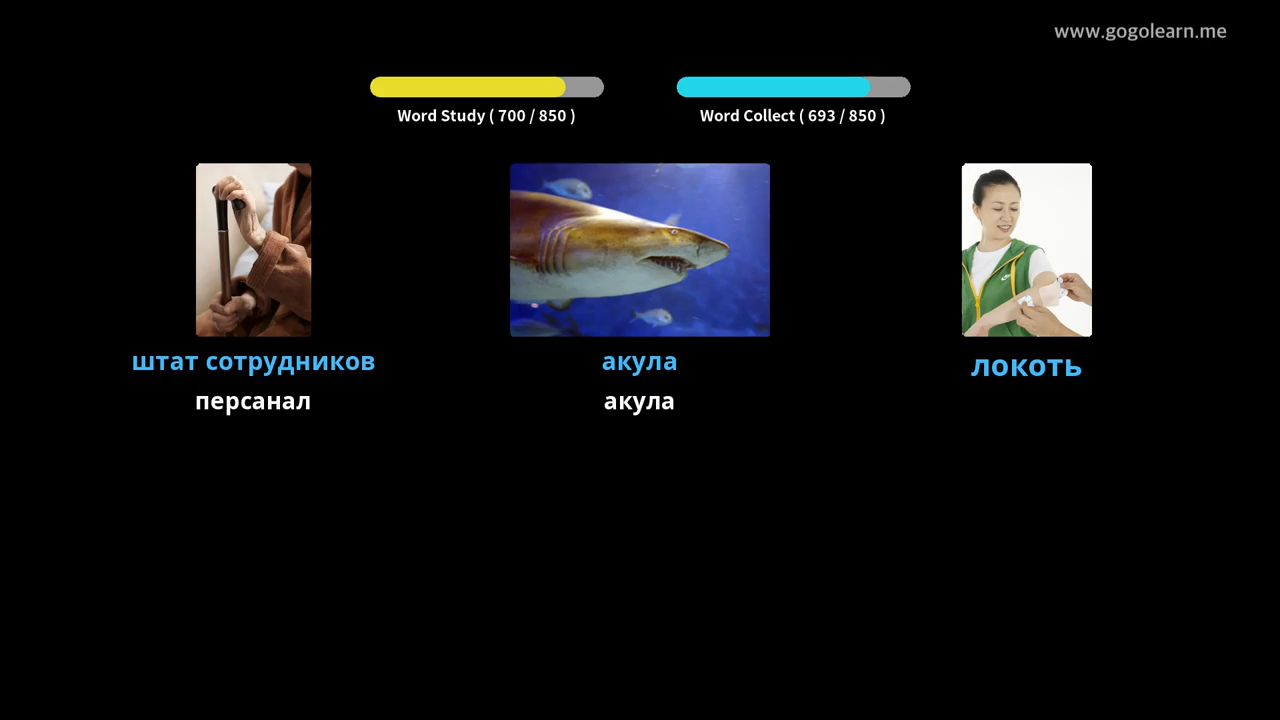 www.gogolearn.me
Word Study ( 700 / 850 )
Word Collect ( 693 / 850 )
штат сотрудников
персанал
акула
акула
локоть